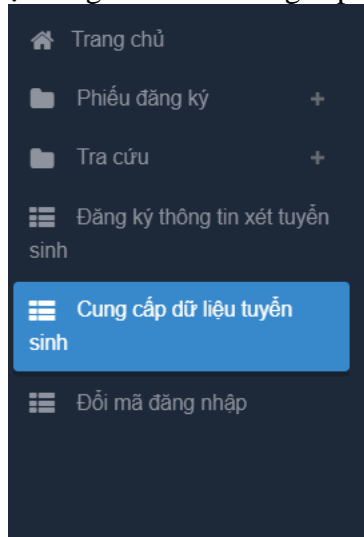 Trang chủ
Phiếu đăng ký +
Tra cứu +
Đăng ký thông tin xét tuyển
sinh
Cung cấp dữ liệu tuyển
sinh
Đổi mã đăng nhập